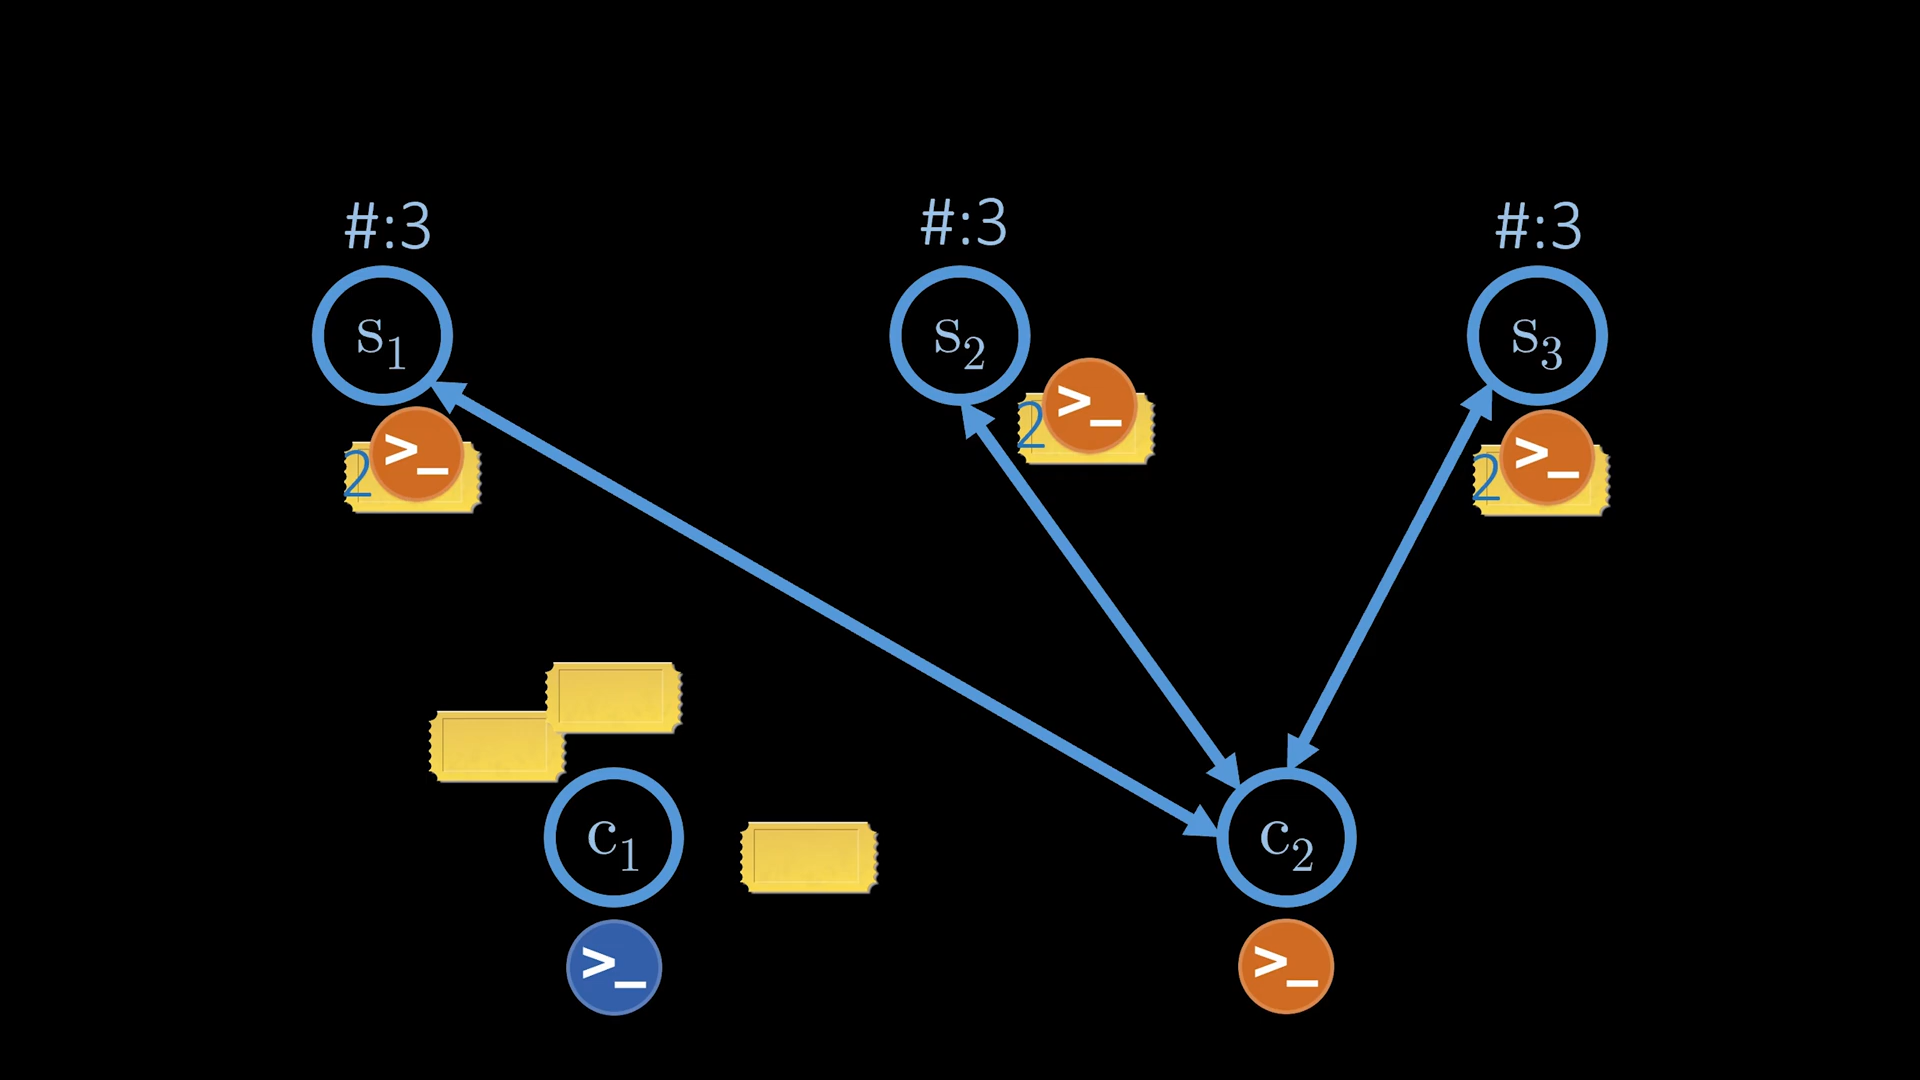 #:3
#:3
#:3
s₁
s₂
s₃
2 >_
2 >_
2 >_
c₁
c₂
>_
>_